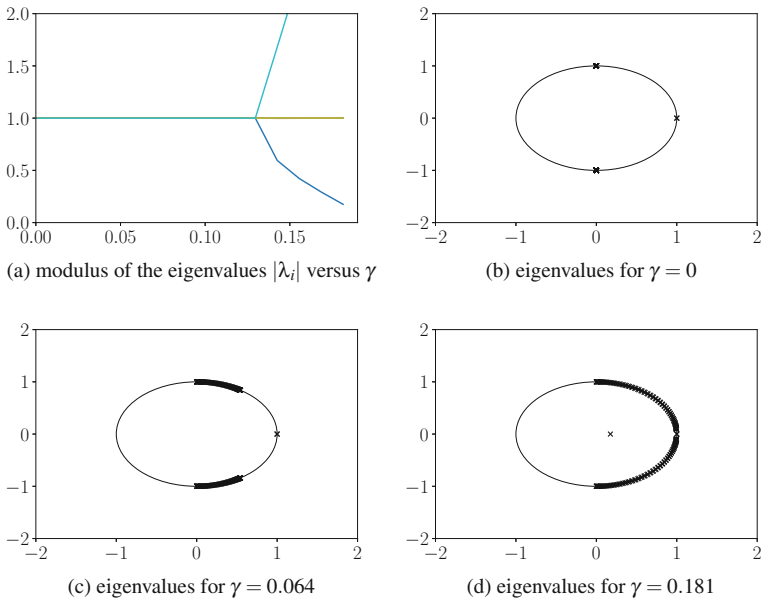 2.0
1.5
1.0
0.5
0.0
0.00 0.05 0.10 0.15
(a) modulus of the eigenvalues |λᵢ| versus γ
2
1
0
−1
−2
−2 −1 0 1 2
(b) eigenvalues for γ = 0
2
1
0
−1
−2
−2 −1 0 1 2
(c) eigenvalues for γ = 0.064
2
1
0
−1
−2
−2 −1 0 1 2
(d) eigenvalues for γ = 0.181